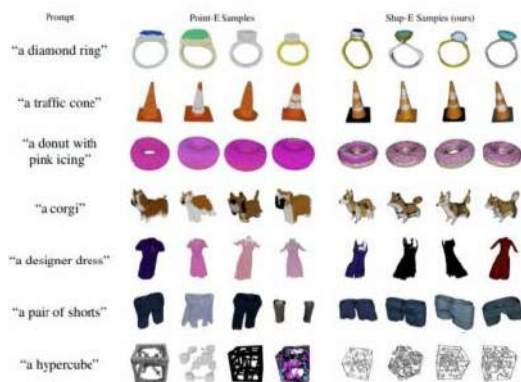 Prompt Point-E Samples Shap-E Samples (ours)
“a diamond ring”
“a traffic cone”
“a donut with
pink icing”
“a corgi”
“a designer dress”
“a pair of shorts”
“a hypercube”